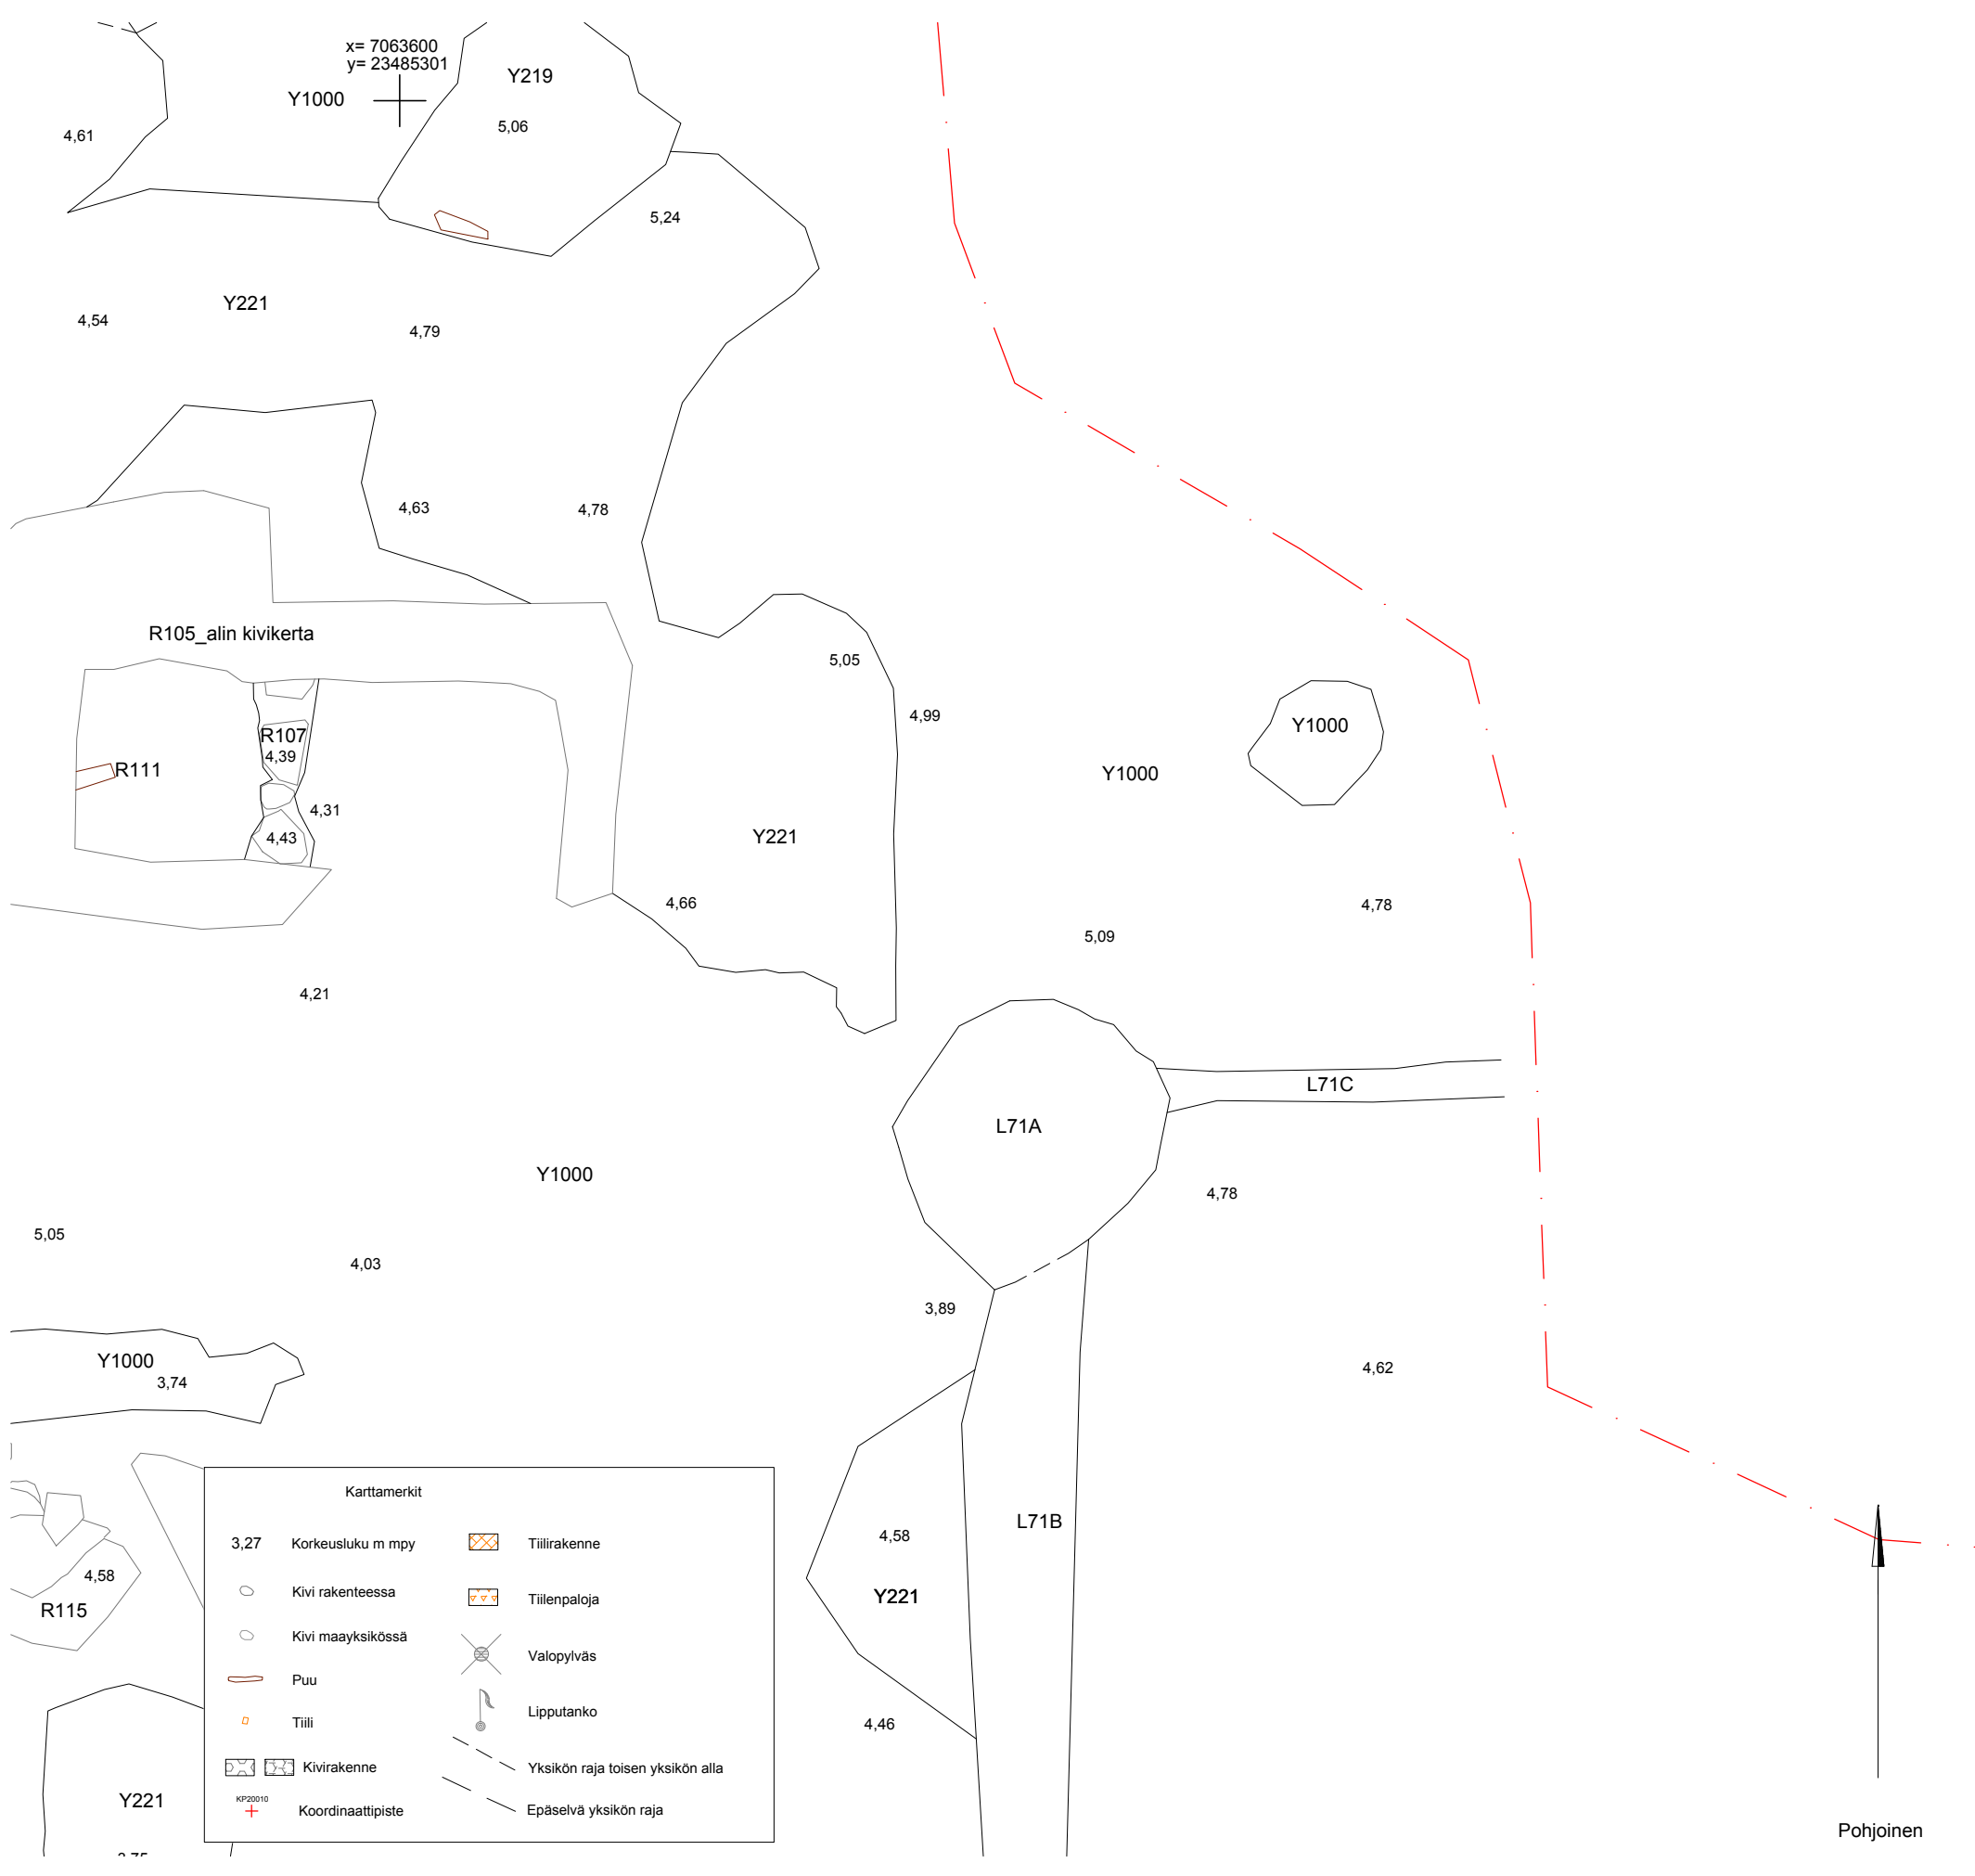 x= 7063600
y= 23485301
Y219
Y1000
5,06
4,61
5,24
Y221
4,54
4,79
4,63
4,78
R105_alin kivikerta
5,05
4,99
Y1000
R107
4,39
R111
Y1000
4,31
4,43
Y221
4,66
4,78
5,09
4,21
L71C
L71A
Y1000
4,78
5,05
4,03
3,89
Y1000
3,74
4,62
Karttamerkit
3,27 Korkeusluku m mpy
Kivi rakenteessa
Kivi maayksikössä
Puu
Tiili
Kivirakenne
KP20010
Koordinaattipiste
Tiilirakenne
Tiilenpaloja
Valopylväs
Lipputanko
Yksikön raja toisen yksikön alla
Epäselvä yksikön raja
L71B
4,58
Y221
4,58
R115
4,46
Y221
Pohjoinen